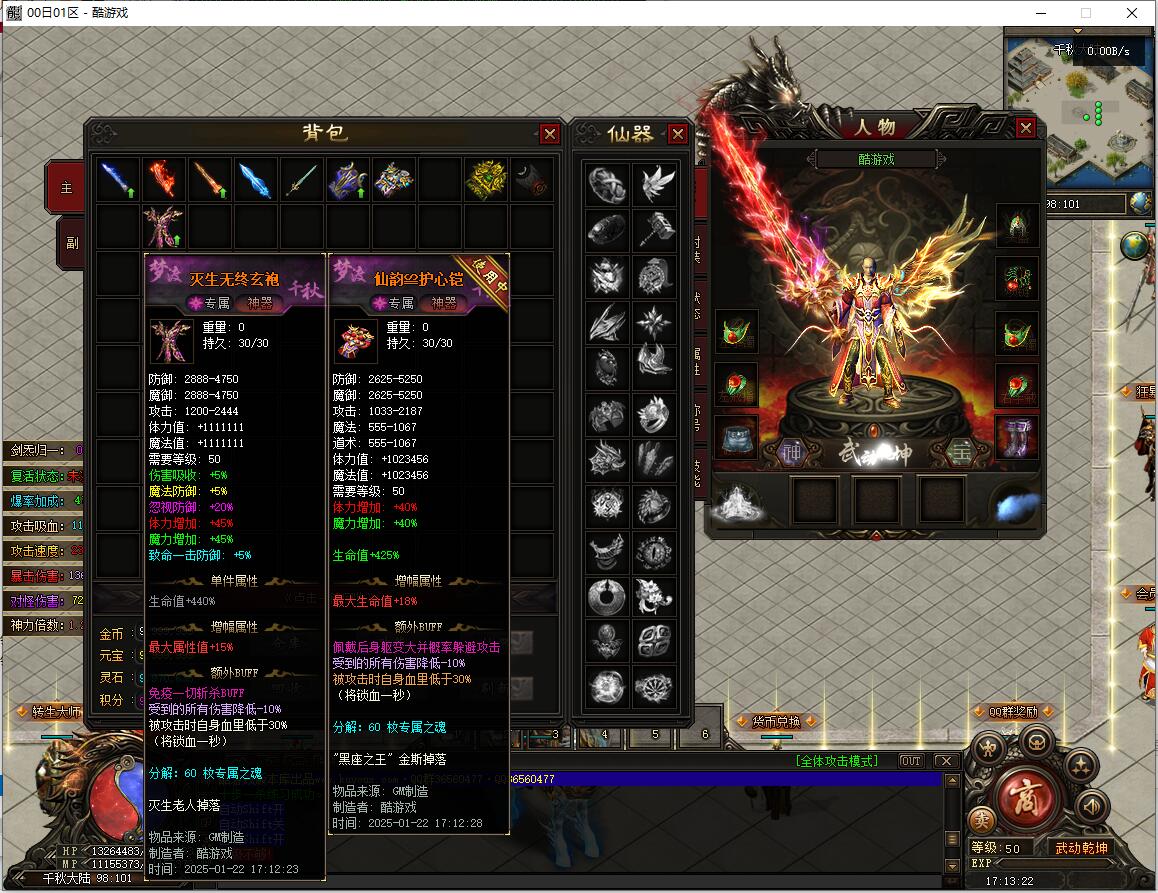 00日01区 - 酷游戏
0.00B/s
背包
仙器
人物
酷游戏
主
副
98:101
梦凌
灭生无终玄袍
千秋
专属 神器
重量: 0
持久: 30/30
防御: 2888-4750
魔御: 2888-4750
攻击: 1200-2444
体力值: +1111111
魔法值: +1111111
需要等级: 50
伤害吸收: +5%
魔法防御: +5%
忽视防御: +20%
体力增加: +45%
魔力增加: +45%
致命一击防御: +5%
单件属性
生命值+440%
增幅属性
最大属性值+15%
额外BUFF
免疫一切斩杀BUFF
受到的所有伤害降低-10%
被攻击时自身血里低于30%
（将锁血一秒）
分解: 60 枚专属之魂
灭生老人掉落
物品来源: GM制造
制造者: 酷游戏
时间: 2025-01-22 17:12:23
仙韵㐃护心铠
使用中
专属 神器
重量: 0
持久: 30/30
防御: 2625-5250
魔御: 2625-5250
攻击: 1033-2187
魔法: 555-1067
道术: 555-1067
体力值: +1023456
魔法值: +1023456
需要等级: 50
体力增加: +40%
魔力增加: +40%
生命值+425%
增幅属性
最大生命值+18%
额外BUFF
佩戴后身躯变大并概率躲避攻击
受到的所有伤害降低-10%
攻击时自身血里低于30%
（将锁血一秒）
分解: 60 枚专属之魂
"黑座之王"金斯掉落
物品来源: GM制造
制造者: 酷游戏
时间: 2025-01-22 17:12:28
剑炁归一:
复活状态:
爆率加成:
攻击吸血:
攻击速度:
暴击伤害:
对怪伤害:
神力倍数:
金币
元宝
灵石
积分
转生大师
货币兑换
QQ群奖励
神
武动乾坤
宝
3 4 5 6
[全体攻击模式] OUT
36560477
商
卖
HP 13264483
MP 11155373
千秋大陆 98:101
等级: 50
武动乾坤
EXP
17:13:22